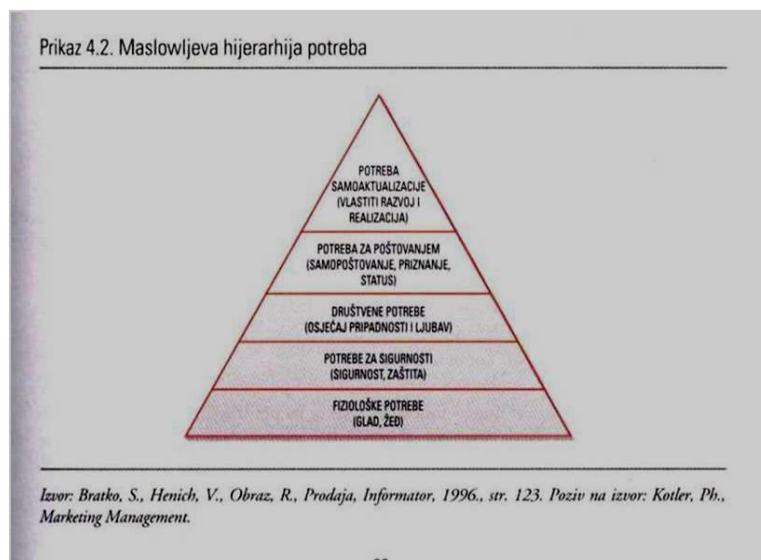 Prikaz 4.2. Maslowljeva hijerarhija potreba
POTREBA
SAMOAKTUALIZACIJE
(VLASTITI RAZVOJ I
REALIZACIJA)
POTREBA ZA POŠTOVANJEM
(SAMOPOŠTOVANJE, PRIZNANJE,
STATUS)
DRUŠTVENE POTREBE
(OSJEĆAJ PRIPADNOSTI I LJUBAV)
POTREBE ZA SIGURNOSTI
(SIGURNOST, ZAŠTITA)
FIZIOLOŠKE POTREBE
(GLAD, ŽEĐ)
Izvor: Bratko, S., Henich, V., Obraz, R., Prodaja, Informator, 1996., str. 123. Poziv na izvor: Kotler, Ph.,
Marketing Management.